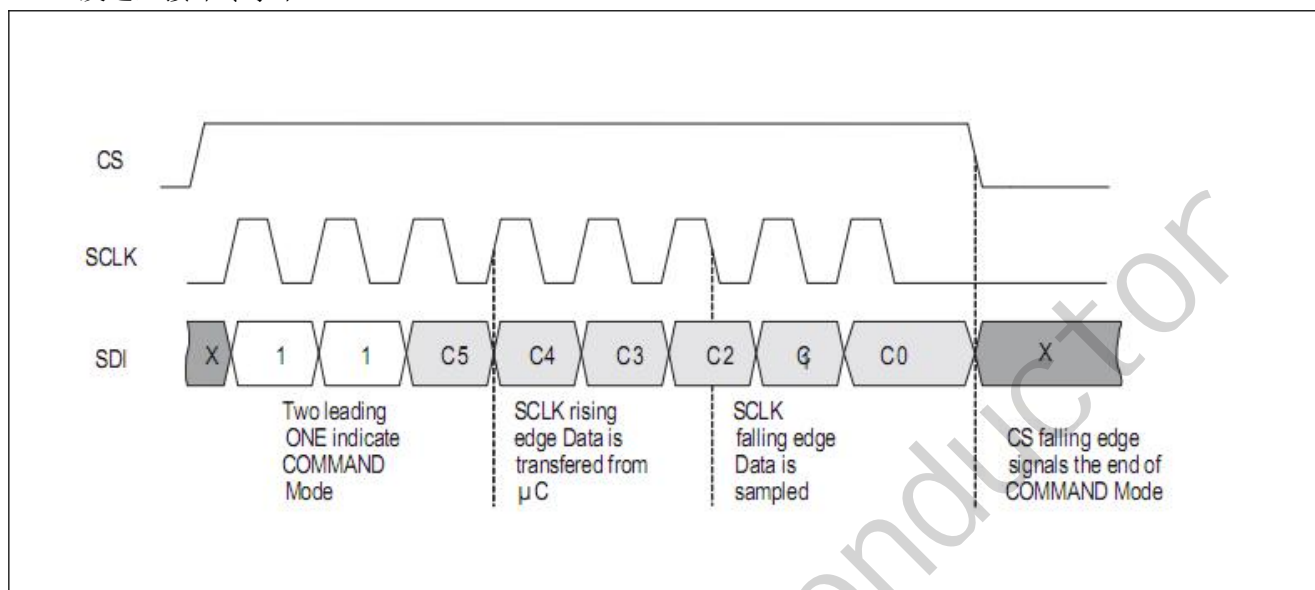 CS
SCLK
SDI
X 1 1 C5 C4 C3 C2 C0 X
Two leading
ONE indicate
COMMAND
Mode
SCLK rising
edge Data is
transfered from
µC
SCLK
falling edge
Data is
sampled
CS falling edge
signals the end of
COMMAND Mode
onductor